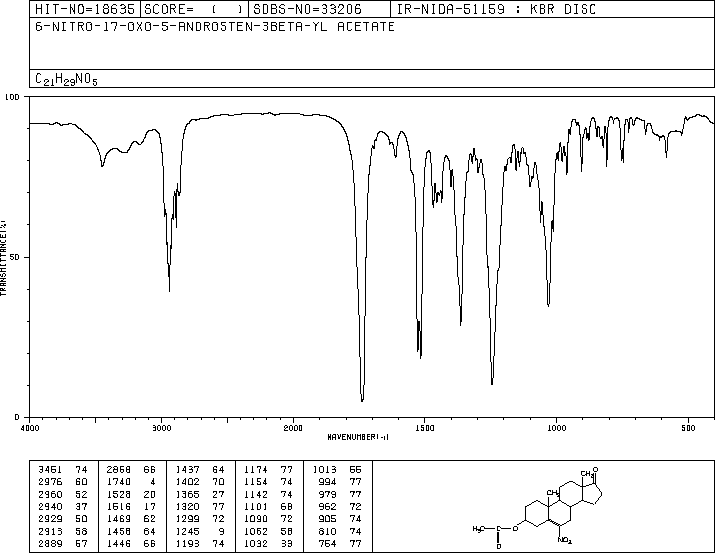 HIT-NO=18635 SCORE= ( ) SDBS-NO=33206 IR-NIDA-51159 : KBR DISC
6-NITRO-17-OXO-5-ANDROSTEN-3BETA-YL ACETATE
C21H29NO5
100
50
0
TRANSMITTANCE(%)
4000 3000 2000 1500 1000 500
WAVENUMBER(-1)
3461 74 2868 66 1437 64 1174 77 1013 55
2976 60 1740 4 1402 70 1154 74 994 77
2960 52 1528 20 1365 27 1142 74 979 77
2940 37 1516 17 1320 77 1101 68 962 72
2929 50 1469 62 1299 72 1090 72 905 74
2913 58 1458 64 1245 9 1062 58 810 74
2889 57 1446 66 1193 74 1032 33 754 77
O
CH3
CH3
O
H3C C O
NO2
O